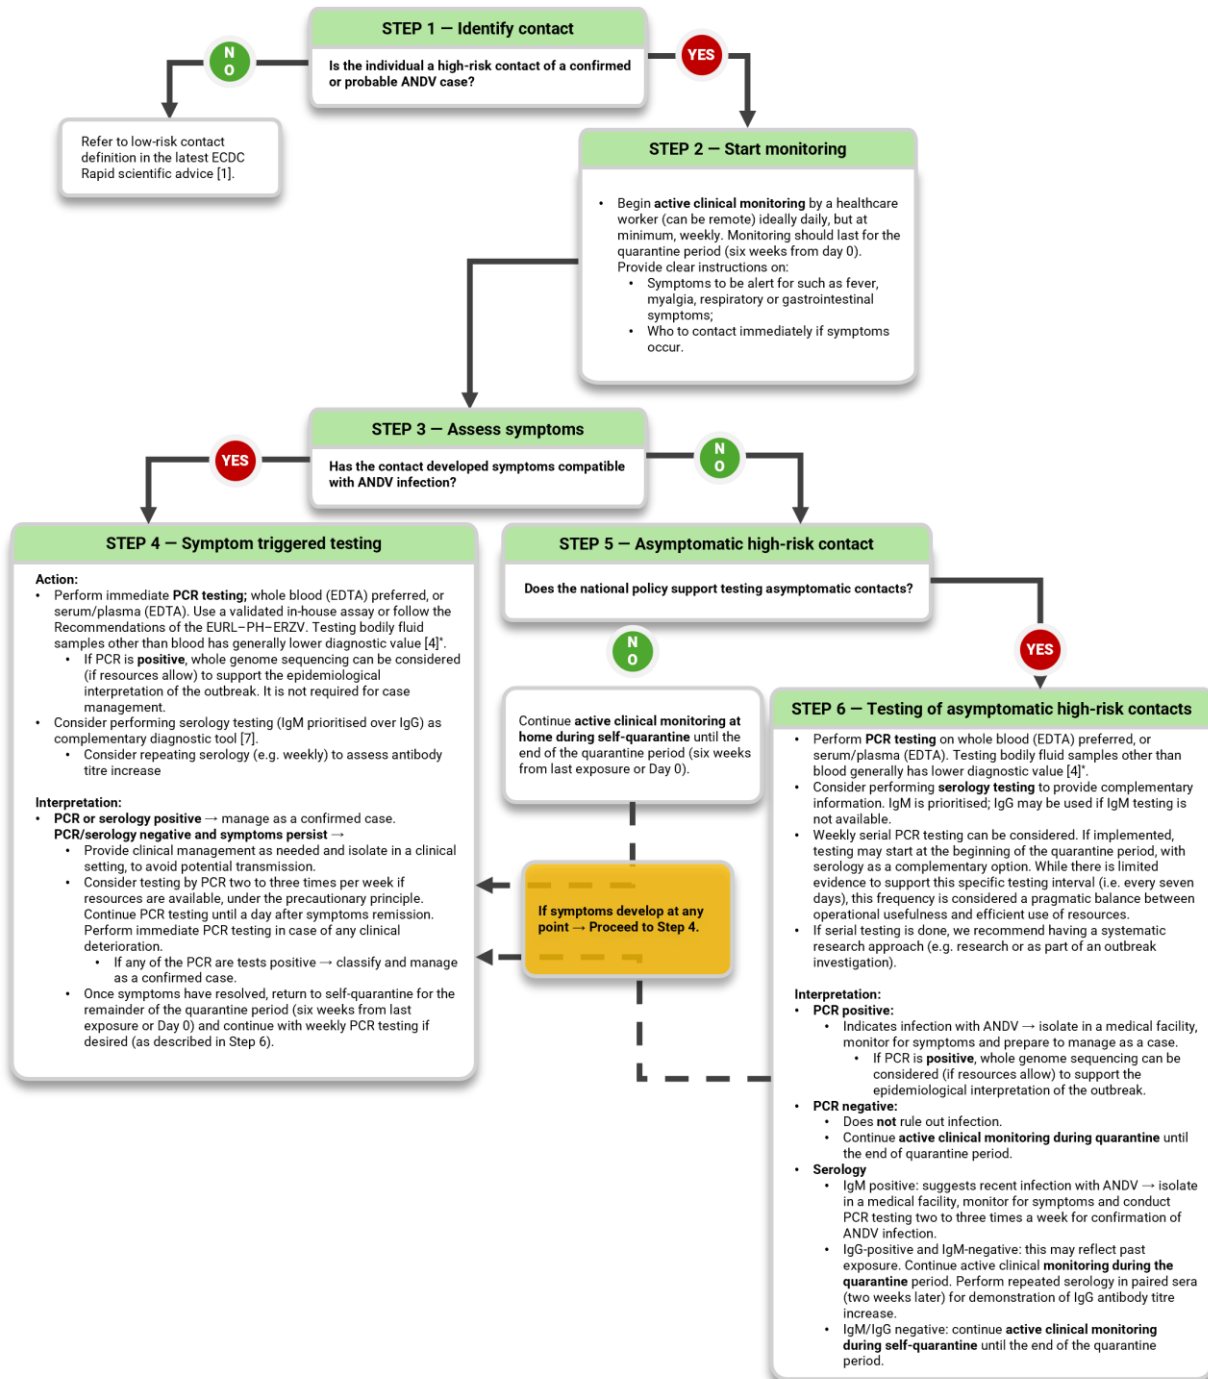 STEP 1 — Identify contact
NO
YES
Is the individual a high-risk contact of a confirmed
or probable ANDV case?
Refer to low-risk contact
definition in the latest ECDC
Rapid scientific advice [1].
STEP 2 — Start monitoring
• Begin active clinical monitoring by a healthcare
worker (can be remote) ideally daily, but at
minimum, weekly. Monitoring should last for the
quarantine period (six weeks from day 0).
Provide clear instructions on:
• Symptoms to be alert for such as fever,
myalgia, respiratory or gastrointestinal
symptoms;
• Who to contact immediately if symptoms
occur.
STEP 3 — Assess symptoms
YES
NO
Has the contact developed symptoms compatible
with ANDV infection?
STEP 4 — Symptom triggered testing
Action:
• Perform immediate PCR testing; whole blood (EDTA) preferred, or
serum/plasma (EDTA). Use a validated in-house assay or follow the
Recommendations of the EURL–PH–ERZV. Testing bodily fluid
samples other than blood has generally lower diagnostic value [4]*.
• If PCR is positive, whole genome sequencing can be considered
(if resources allow) to support the epidemiological
interpretation of the outbreak. It is not required for case
management.
• Consider performing serology testing (IgM prioritised over IgG) as
complementary diagnostic tool [7].
• Consider repeating serology (e.g. weekly) to assess antibody
titre increase
Interpretation:
• PCR or serology positive → manage as a confirmed case.
PCR/serology negative and symptoms persist →
• Provide clinical management as needed and isolate in a clinical
setting, to avoid potential transmission.
• Consider testing by PCR two to three times per week if
resources are available, under the precautionary principle.
Continue PCR testing until a day after symptoms remission.
Perform immediate PCR testing in case of any clinical
deterioration.
• If any of the PCR are tests positive → classify and manage
as a confirmed case.
• Once symptoms have resolved, return to self-quarantine for the
remainder of the quarantine period (six weeks from last
exposure or Day 0) and continue with weekly PCR testing if
desired (as described in Step 6).
STEP 5 — Asymptomatic high-risk contact
Does the national policy support testing asymptomatic contacts?
NO
YES
Continue active clinical monitoring at
home during self-quarantine until the
end of the quarantine period (six weeks
from last exposure or Day 0).
If symptoms develop at any
point → Proceed to Step 4.
STEP 6 — Testing of asymptomatic high-risk contacts
• Perform PCR testing on whole blood (EDTA) preferred, or
serum/plasma (EDTA). Testing bodily fluid samples other than
blood generally has lower diagnostic value [4]*.
• Consider performing serology testing to provide complementary
information. IgM is prioritised; IgG may be used if IgM testing is
not available.
• Weekly serial PCR testing can be considered. If implemented,
testing may start at the beginning of the quarantine period, with
serology as a complementary option. While there is limited
evidence to support this specific testing interval (i.e. every seven
days), this frequency is considered a pragmatic balance between
operational usefulness and efficient use of resources.
• If serial testing is done, we recommend having a systematic
research approach (e.g. research or as part of an outbreak
investigation).
Interpretation:
• PCR positive:
• Indicates infection with ANDV → isolate in a medical facility,
monitor for symptoms and prepare to manage as a case.
• If PCR is positive, whole genome sequencing can be
considered (if resources allow) to support the
epidemiological interpretation of the outbreak.
• PCR negative:
• Does not rule out infection.
• Continue active clinical monitoring during quarantine until
the end of quarantine period.
• Serology
• IgM positive: suggests recent infection with ANDV → isolate
in a medical facility, monitor for symptoms and conduct
PCR testing two to three times a week for confirmation of
ANDV infection.
• IgG-positive and IgM-negative: this may reflect past
exposure. Continue active clinical monitoring during the
quarantine period. Perform repeated serology in paired sera
(two weeks later) for demonstration of IgG antibody titre
increase.
• IgM/IgG negative: continue active clinical monitoring
during self-quarantine until the end of the quarantine
period.